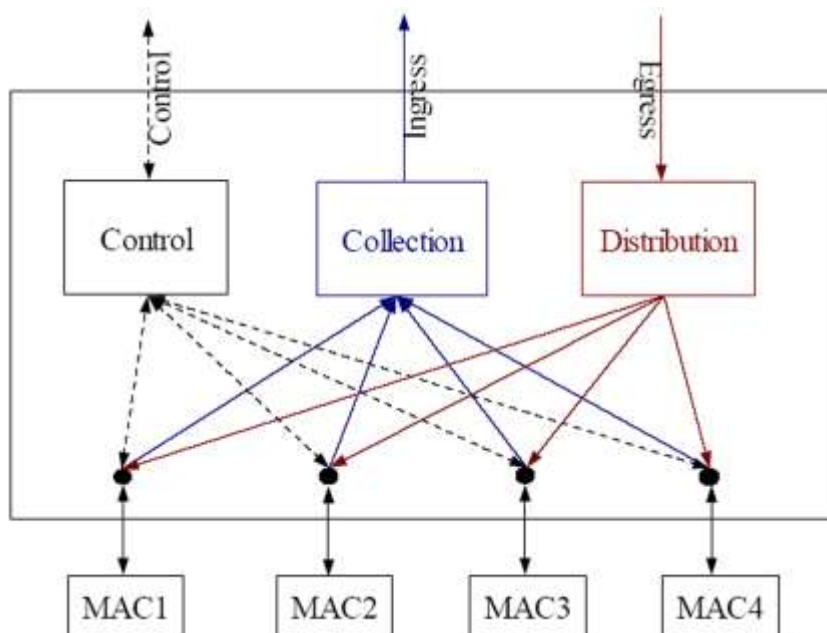 Control
Ingress
Egress
Control
Collection
Distribution
MAC1
MAC2
MAC3
MAC4